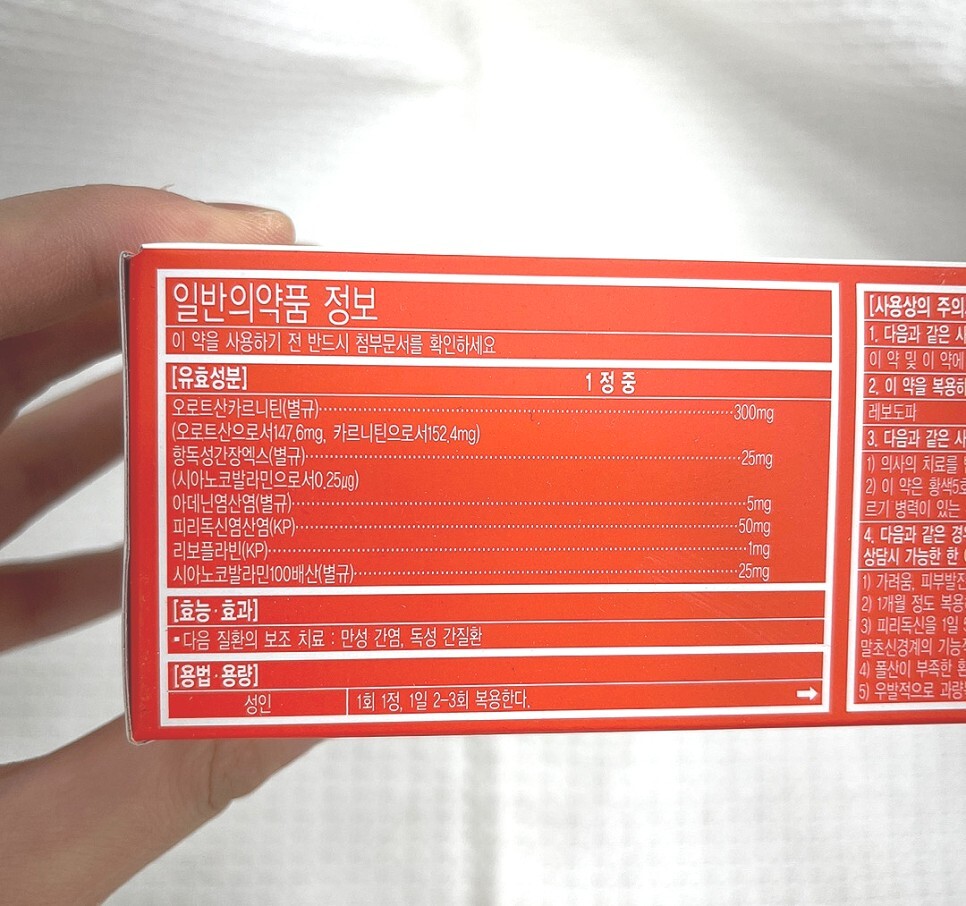 일반의약품 정보
이 약을 사용하기 전 반드시 첨부문서를 확인하세요
[유효성분] 1 정 중
오로트산카르니틴(별규) 300mg
(오로트산으로서147.6mg, 카르니틴으로서152.4mg)
항독성간장엑스(별규) 25mg
(시아노코발라민으로서0.25㎍)
아데닌염산염(별규) 5mg
피리독신염산염(KP) 50mg
리보플라빈(KP) 1mg
시아노코발라민100배산(별규) 25mg
[효능·효과]
▪다음 질환의 보조 치료 : 만성 간염, 독성 간질환
[용법·용량]
성인 1회 1정, 1일 2-3회 복용한다.
[사용상의 주의
1. 다음과 같은 사
이 약 및 이 약에
2. 이 약을 복용하
레보도파
3. 다음과 같은 사
1) 의사의 치료를
2) 이 약은 황색5호
르기 병력이 있는
4. 다음과 같은 경
상담시 가능한 한
1) 가려움, 피부발진
2) 1개월 정도 복용
3) 피리독신을 1일
말초신경계의 기능
4) 폴산이 부족한
5) 우발적으로 과량